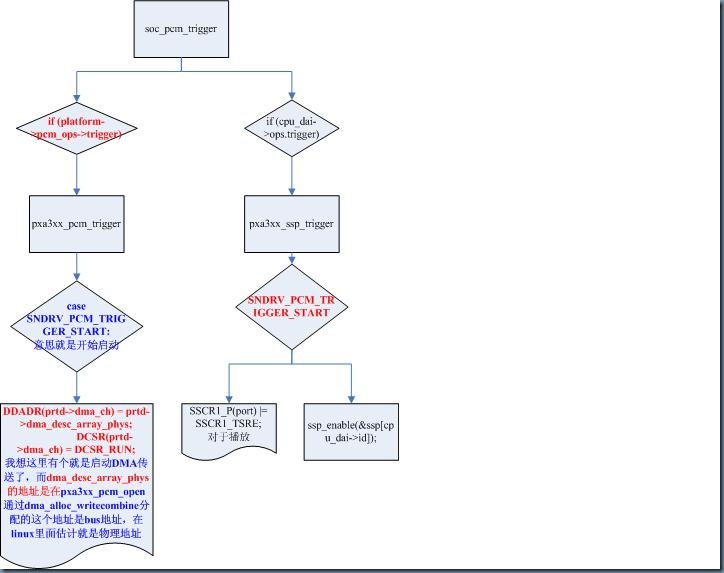 soc_pcm_trigger
if (platform-
>pcm_ops->trigger)
if (cpu_dai-
>ops.trigger)
pxa3xx_pcm_trigger
pxa3xx_ssp_trigger
case
SNDRV_PCM_TRIG
GER_START:
意思就是开始启动
SNDRV_PCM_TR
IGGER_START
DDADR(prtd->dma_ch) = prtd-
>dma_desc_array_phys;
DCSR(prtd-
>dma_ch) = DCSR_RUN;
我想这里有个就是启动DMA传
送了，而dma_desc_array_phys
的地址是在pxa3xx_pcm_open
通过dma_alloc_writecombine分
配的这个地址是bus地址，在
linux里面估计就是物理地址
SSCR1_P(port) |=
SSCR1_TSRE;
对于播放
ssp_enable(&ssp[cp
u_dai->id]);